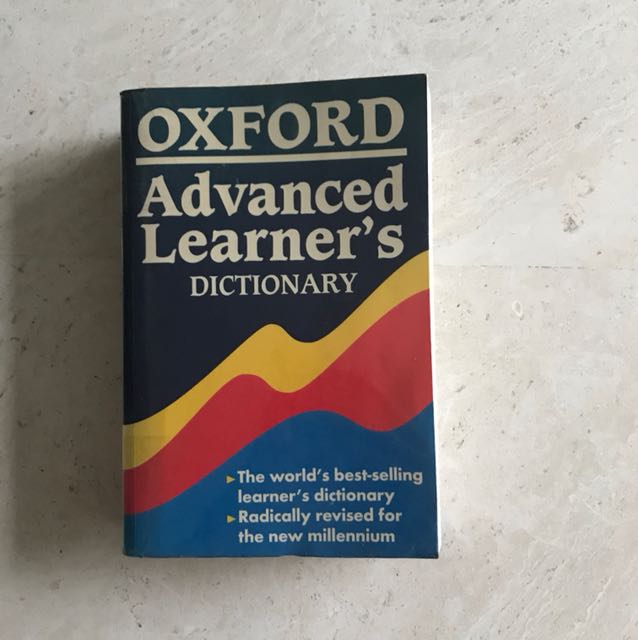 OXFORD
Advanced
Learner's
DICTIONARY
The world's best-selling
learner's dictionary
Radically revised for
the new millennium